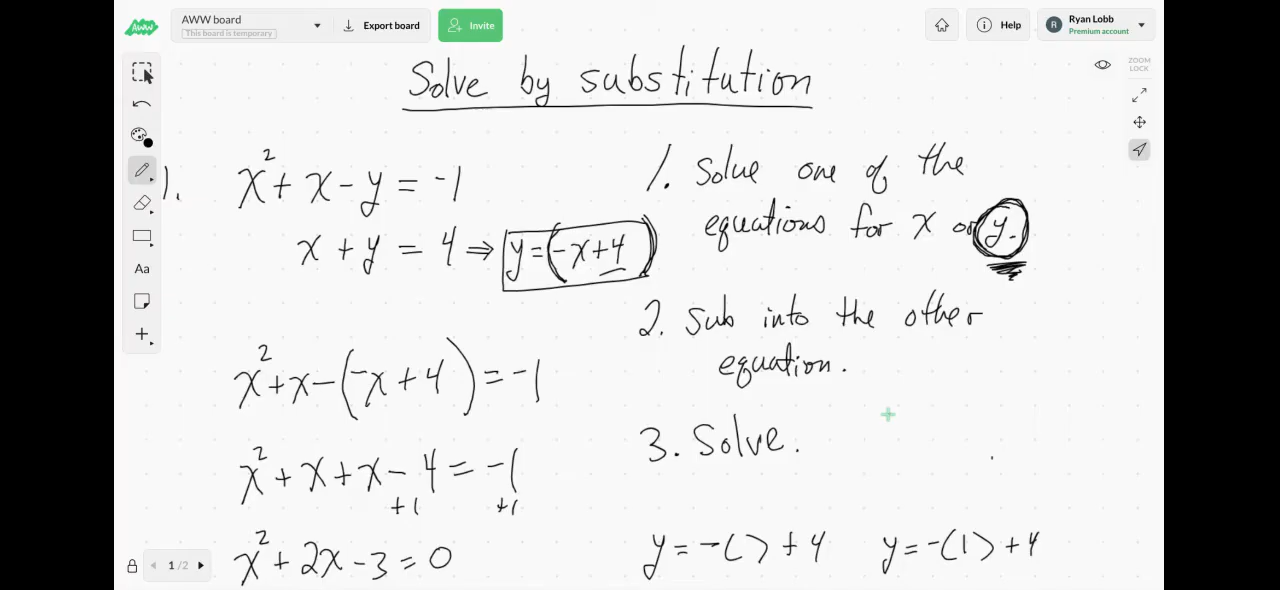 AWW
AWW board
This board is temporary
Export board
Invite
Help
R
Ryan Lobb
Premium account
ZOOM LOCK
Solve by substitution
1.
x² + x - y = -1
x + y = 4 ⇒ y = (-x + 4)
x² + x - (-x + 4) = -1
x² + x + x - 4 = -1
+1 +1
x² + 2x - 3 = 0
1. Solve one of the
equations for x or y.
2. Sub into the other
equation.
3. Solve.
y = -( ) + 4 y = -(1) + 4
Aa
1 / 2